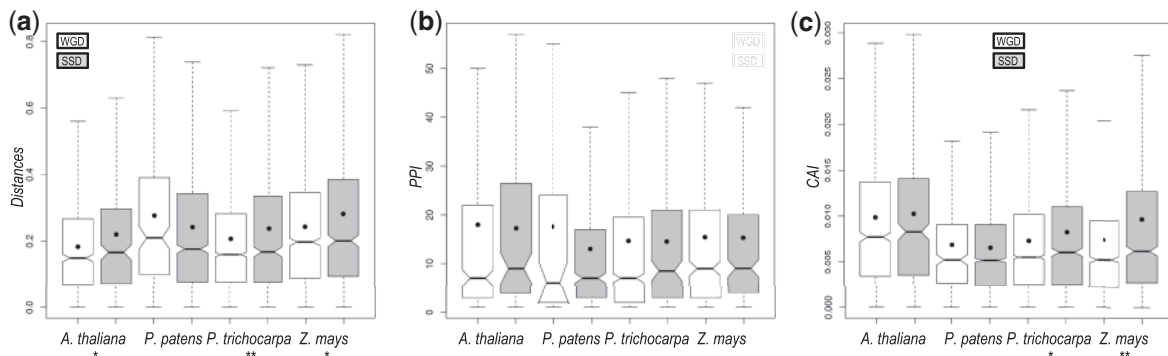 (a)
WGD
SSD
Distances
0.0 0.2 0.4 0.6 0.8
A. thaliana P. patens P. trichocarpa Z. mays
* ** *
(b)
WGD
SSD
PPI
0 10 20 30 40 50
A. thaliana P. patens P. trichocarpa Z. mays
(c)
WGD
SSD
CAI
0.000 0.005 0.010 0.015 0.020 0.025 0.030
A. thaliana P. patens P. trichocarpa Z. mays
* **